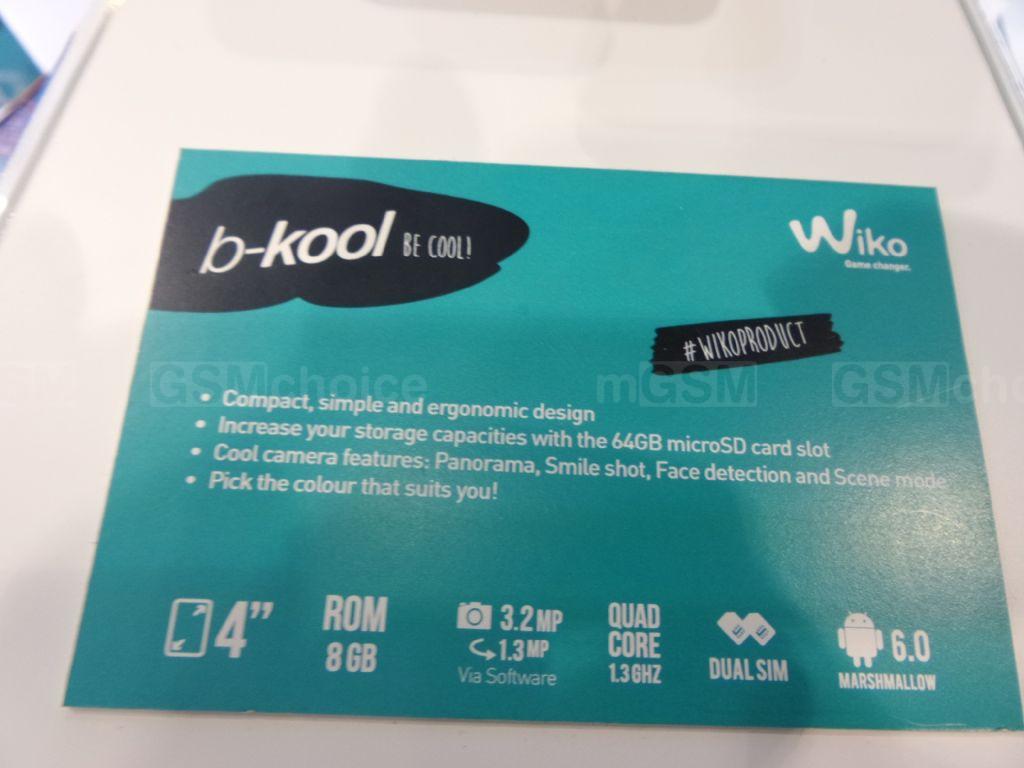 b-kool BE COOL!
Wiko
Game changer.
#WIKOPRODUCT
GSM GSMchoice mGSM GSMchoi
• Compact, simple and ergonomic design
• Increase your storage capacities with the 64GB microSD card slot
• Cool camera features: Panorama, Smile shot, Face detection and Scene mode
• Pick the colour that suits you!
4”
ROM
8 GB
3.2 MP
1.3 MP
Via Software
QUAD
CORE
1.3 GHZ
DUAL SIM
6.0
MARSHMALLOW